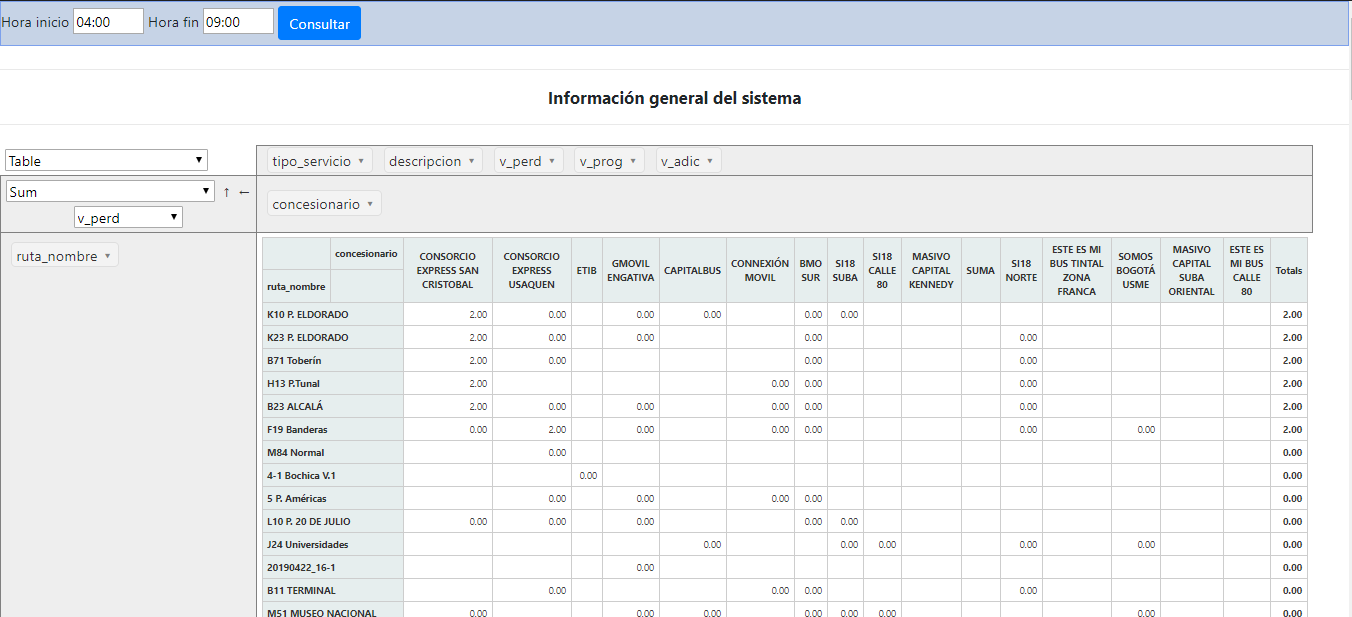 Hora inicio 04:00 Hora fin 09:00 Consultar
Información general del sistema
Table tipo_servicio descripcion v_perd v_prog v_adic
Sum ↑ ← concesionario
v_perd
ruta_nombre
concesionario CONSORCIO EXPRESS SAN CRISTOBAL CONSORCIO EXPRESS USAQUEN ETIB GMOVIL ENGATIVA CAPITALBUS CONNEXIÓN MOVIL BMO SUR SI18 SUBA SI18 CALLE 80 MASIVO CAPITAL KENNEDY SUMA SI18 NORTE ESTE ES MI BUS TINTAL ZONA FRANCA SOMOS BOGOTÁ USME MASIVO CAPITAL SUBA ORIENTAL ESTE ES MI BUS CALLE 80 Totals
ruta_nombre
K10 P. ELDORADO 2.00 0.00 0.00 0.00 0.00 0.00 2.00
K23 P. ELDORADO 2.00 0.00 0.00 0.00 0.00 2.00
B71 Toberín 2.00 0.00 0.00 0.00 2.00
H13 P.Tunal 2.00 0.00 0.00 0.00 2.00
B23 ALCALÁ 2.00 0.00 0.00 0.00 0.00 0.00 2.00
F19 Banderas 0.00 2.00 0.00 0.00 0.00 0.00 0.00 2.00
M84 Normal 0.00 0.00
4-1 Bochica V.1 0.00 0.00
5 P. Américas 0.00 0.00 0.00 0.00 0.00
L10 P. 20 DE JULIO 0.00 0.00 0.00 0.00 0.00 0.00
J24 Universidades 0.00 0.00 0.00 0.00 0.00 0.00
20190422_16-1 0.00 0.00
B11 TERMINAL 0.00 0.00 0.00 0.00 0.00
M51 MUSEO NACIONAL 0.00 0.00 0.00 0.00 0.00 0.00 0.00 0.00